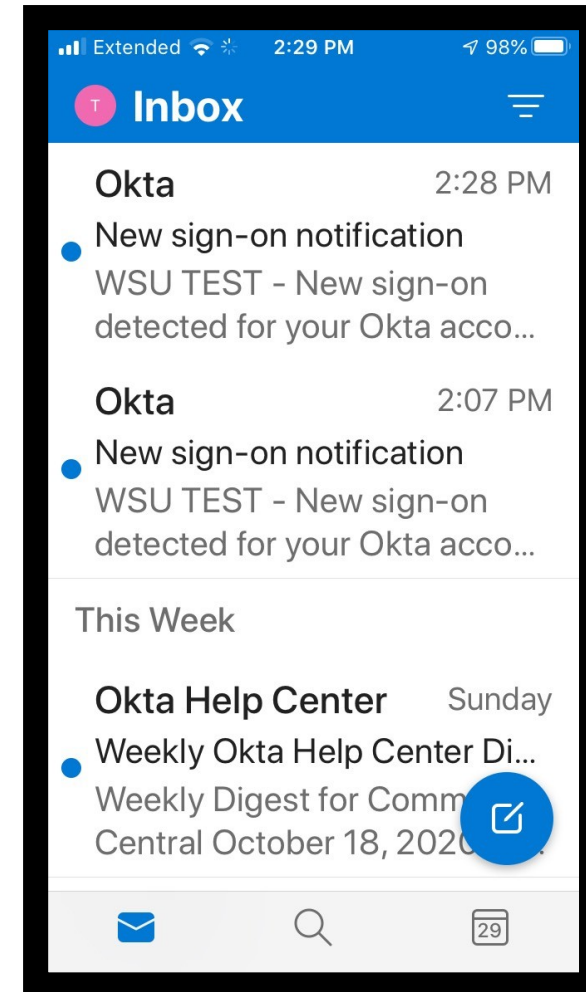 Extended 2:29 PM 98%
T Inbox
Okta 2:28 PM
New sign-on notification
WSU TEST - New sign-on
detected for your Okta acco...
Okta 2:07 PM
New sign-on notification
WSU TEST - New sign-on
detected for your Okta acco...
This Week
Okta Help Center Sunday
Weekly Okta Help Center Di...
Weekly Digest for Comm
Central October 18, 202
29